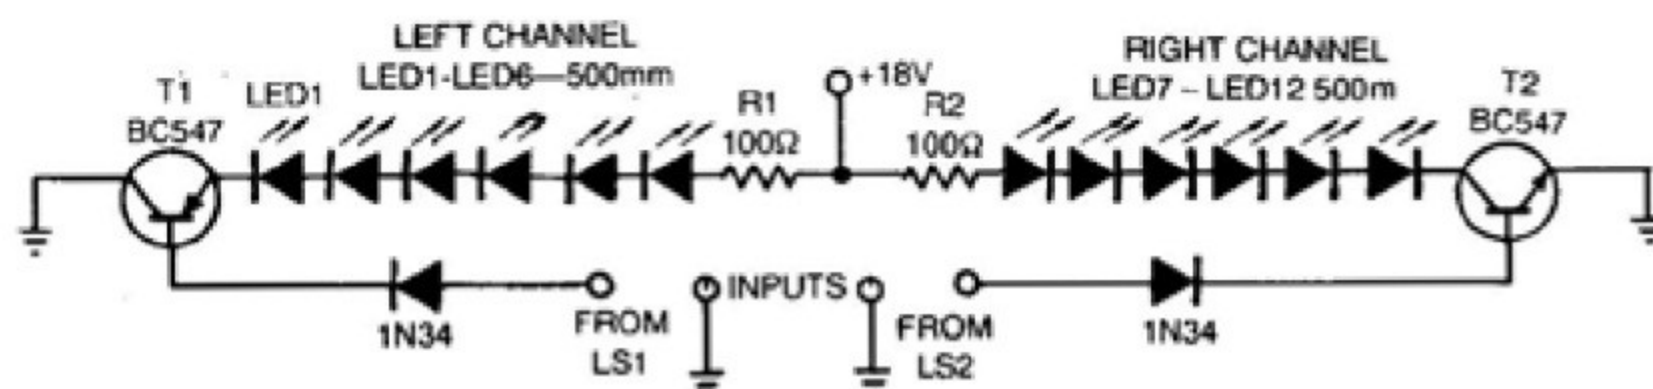 LEFT CHANNEL
LED1-LED6—500mm
T1
BC547
LED1
R1
100Ω
+18V
R2
100Ω
RIGHT CHANNEL
LED7 – LED12 500m
T2
BC547
1N34
FROM
LS1
INPUTS
FROM
LS2
1N34